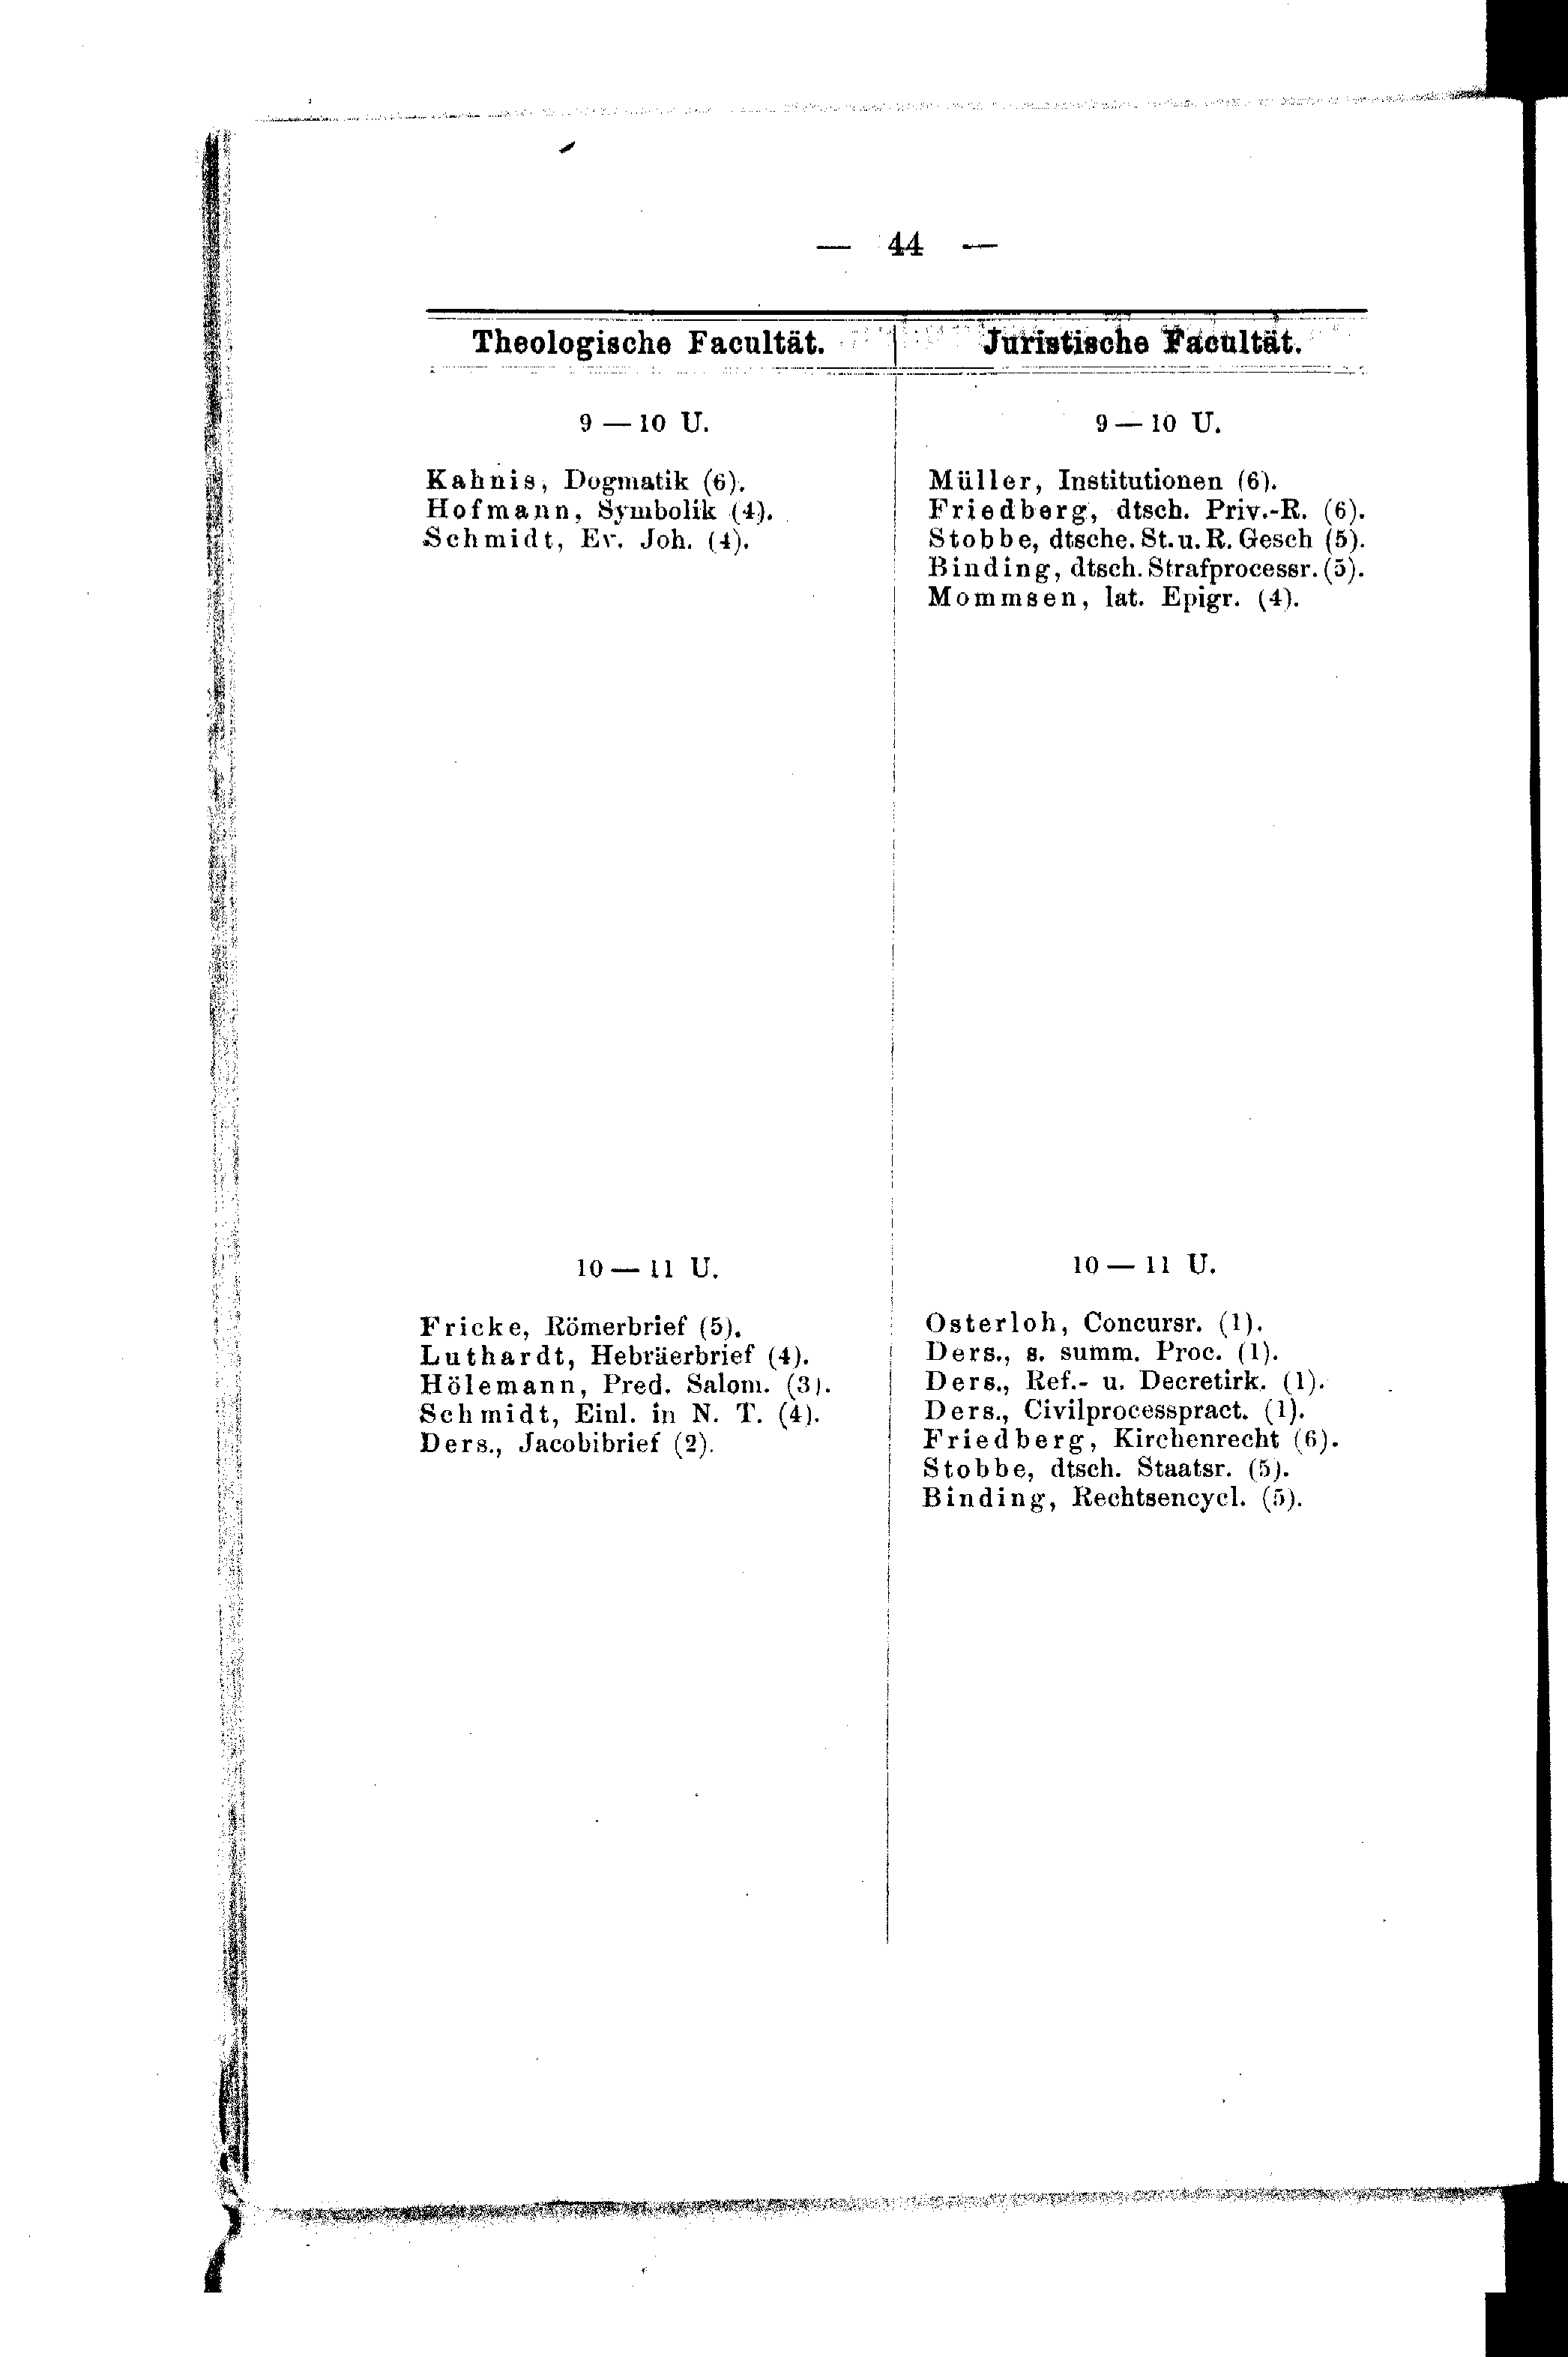 — 44 —
Theologische Facultät.
9 — 10 U.
Kahnis, Dogmatik (6).
Hofmann, Symbolik (4).
Schmidt, Ev. Joh. (4).
10 — 11 U.
Fricke, Römerbrief (5).
Luthardt, Hebräerbrief (4).
Hölemann, Pred. Salom. (3).
Schmidt, Einl. in N. T. (4).
Ders., Jacobibrief (2).
Juristische Facultät.
9 — 10 U.
Müller, Institutionen (6).
Friedberg, dtsch. Priv.-R. (6).
Stobbe, dtsche. St. u. R. Gesch (5).
Binding, dtsch. Strafprocessr. (5).
Mommsen, lat. Epigr. (4).
10 — 11 U.
Osterloh, Concursr. (1).
Ders., s. summ. Proc. (1).
Ders., Ref.- u. Decretirk. (1).
Ders., Civilprocesspract. (1).
Friedberg, Kirchenrecht (6).
Stobbe, dtsch. Staatsr. (5).
Binding, Rechtsencycl. (5).